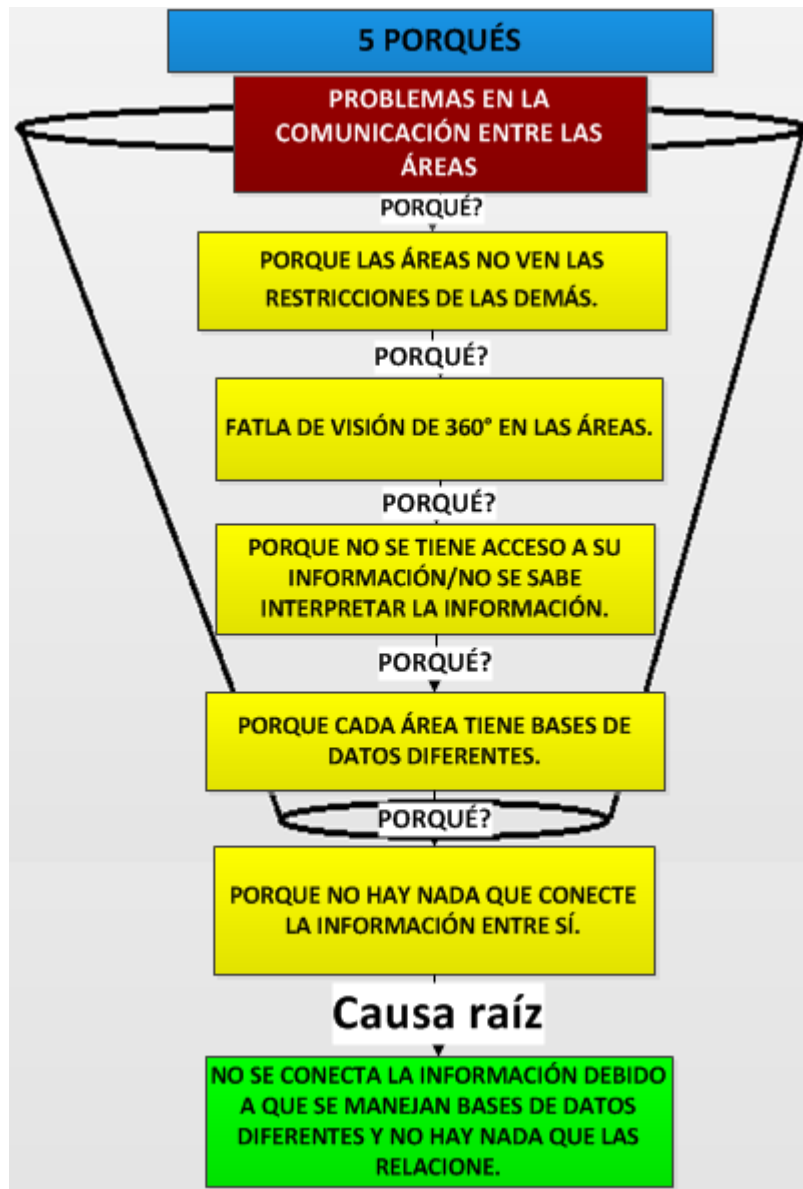 5 PORQUÉS
PROBLEMAS EN LA
COMUNICACIÓN ENTRE LAS
ÁREAS
PORQUÉ?
PORQUE LAS ÁREAS NO VEN LAS
RESTRICCIONES DE LAS DEMÁS.
PORQUÉ?
FATLA DE VISIÓN DE 360° EN LAS ÁREAS.
PORQUÉ?
PORQUE NO SE TIENE ACCESO A SU
INFORMACIÓN/NO SE SABE
INTERPRETAR LA INFORMACIÓN.
PORQUÉ?
PORQUE CADA ÁREA TIENE BASES DE
DATOS DIFERENTES.
PORQUÉ?
PORQUE NO HAY NADA QUE CONECTE
LA INFORMACIÓN ENTRE SÍ.
Causa raíz
NO SE CONECTA LA INFORMACIÓN DEBIDO
A QUE SE MANEJAN BASES DE DATOS
DIFERENTES Y NO HAY NADA QUE LAS
RELACIONE.